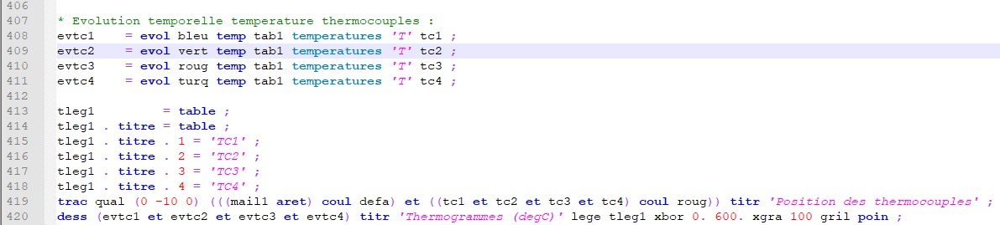 406
407 * Evolution temporelle temperature thermocouples :
408 evtc1 = evol bleu temp tab1 temperatures 'T' tc1 ;
409 evtc2 = evol vert temp tab1 temperatures 'T' tc2 ;
410 evtc3 = evol roug temp tab1 temperatures 'T' tc3 ;
411 evtc4 = evol turq temp tab1 temperatures 'T' tc4 ;
412
413 tleg1 = table ;
414 tleg1 . titre = table ;
415 tleg1 . titre . 1 = 'TC1' ;
416 tleg1 . titre . 2 = 'TC2' ;
417 tleg1 . titre . 3 = 'TC3' ;
418 tleg1 . titre . 4 = 'TC4' ;
419 trac qual (0 -10 0) (((mail1 aret) coul defa) et ((tc1 et tc2 et tc3 et tc4) coul roug)) titr 'Position des thermocouples' ;
420 dess (evtc1 et evtc2 et evtc3 et evtc4) titr 'Thermogrammes (degC)' lege tleg1 xbor 0. 600. xgra 100 gril poin ;